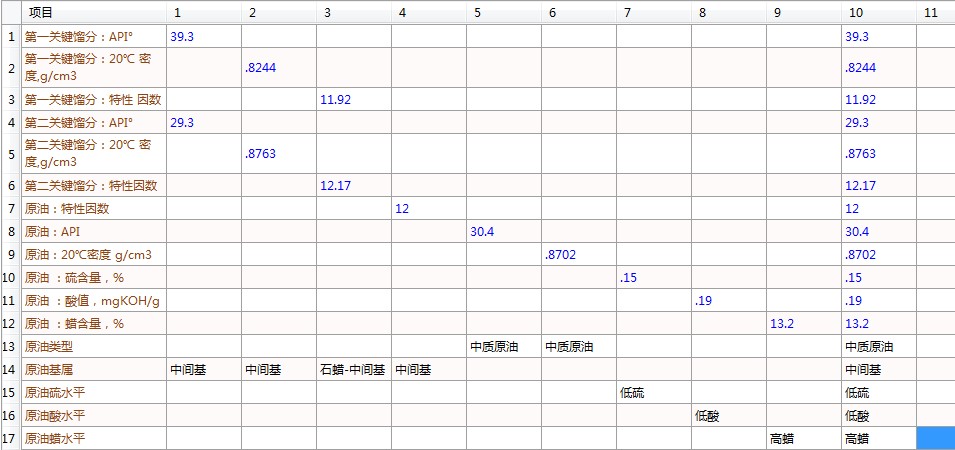 项目 1 2 3 4 5 6 7 8 9 10 11
1 第一关键馏分：API° 39.3 39.3
第一关键馏分：20℃ 密
2 .8244 .8244
度,g/cm3
3 第一关键馏分：特性 因数 11.92 11.92
4 第二关键馏分：API° 29.3 29.3
第二关键馏分：20℃ 密
5 .8763 .8763
度,g/cm3
6 第二关键馏分：特性因数 12.17 12.17
7 原油：特性因数 12 12
8 原油：API 30.4 30.4
9 原油：20℃密度 g/cm3 .8702 .8702
10 原油 ：硫含量，% .15 .15
11 原油 ：酸值，mgKOH/g .19 .19
12 原油 ：蜡含量，% 13.2 13.2
13 原油类型 中质原油 中质原油 中质原油
14 原油基属 中间基 中间基 石蜡-中间基 中间基 中间基
15 原油硫水平 低硫 低硫
16 原油酸水平 低酸 低酸
17 原油蜡水平 高蜡 高蜡